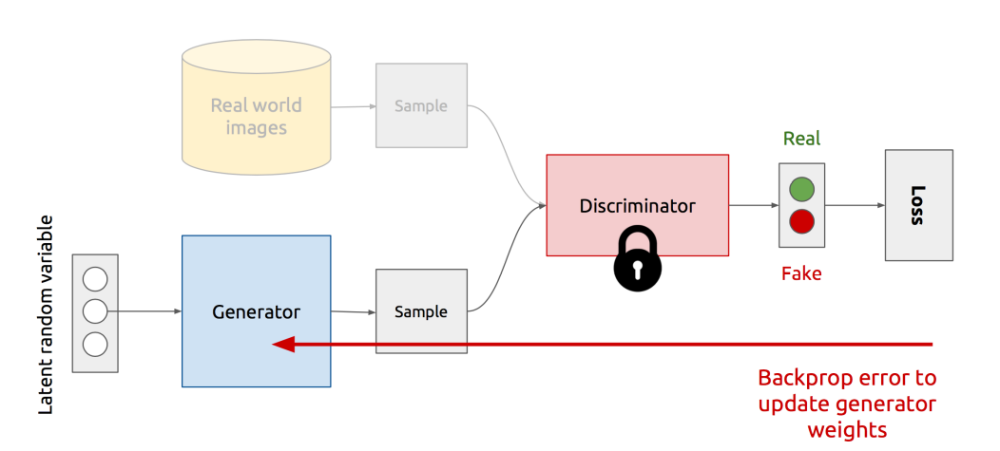 Real world
images
Sample
Real
Discriminator
Loss
Fake
Latent random variable
Generator
Sample
Backprop error to
update generator
weights